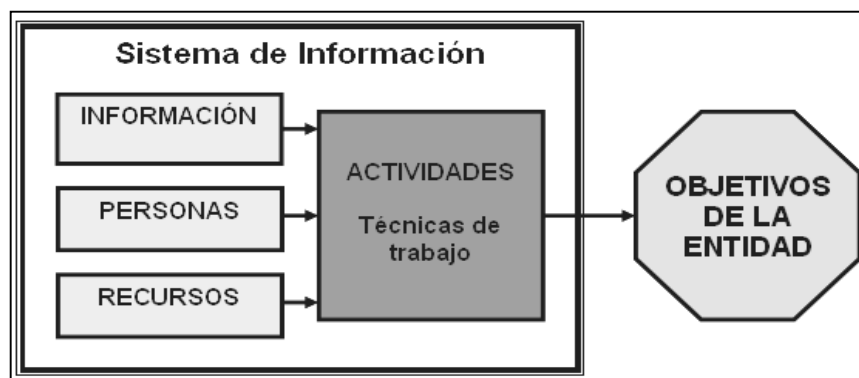 Sistema de Información
INFORMACIÓN
PERSONAS
RECURSOS
ACTIVIDADES
Técnicas de
trabajo
OBJETIVOS
DE LA
ENTIDAD